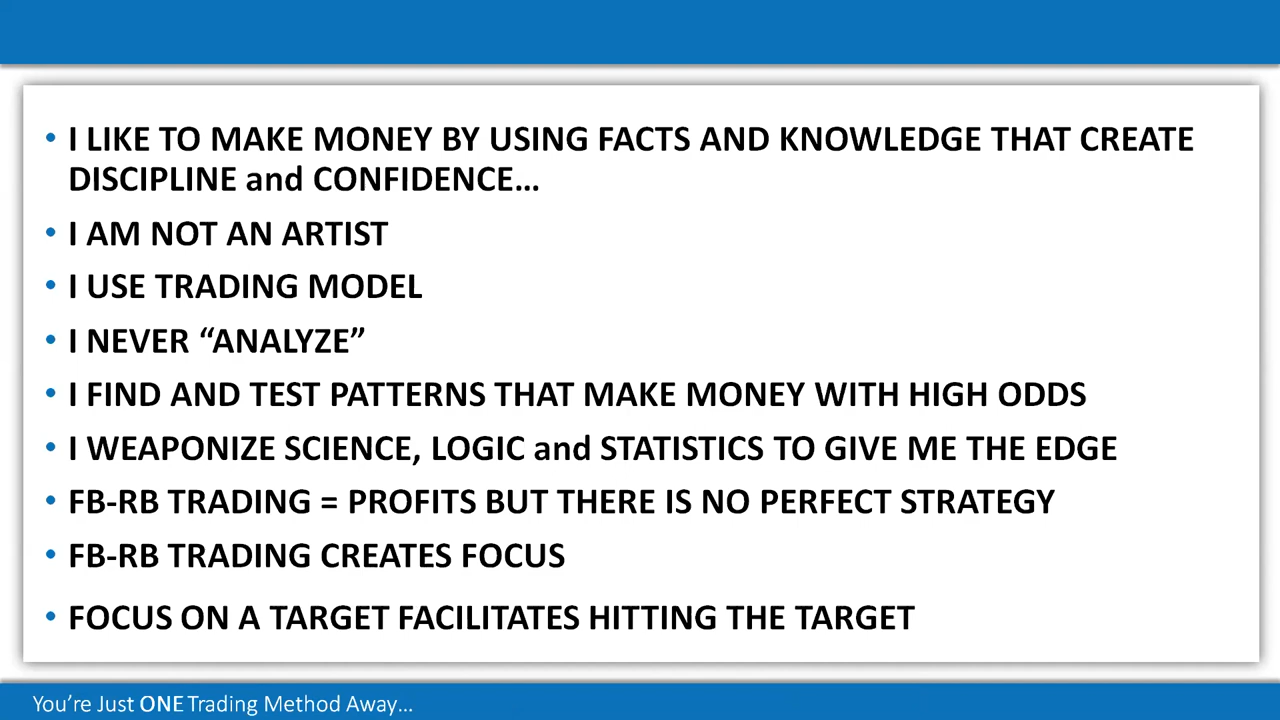 • I LIKE TO MAKE MONEY BY USING FACTS AND KNOWLEDGE THAT CREATE
DISCIPLINE and CONFIDENCE…
• I AM NOT AN ARTIST
• I USE TRADING MODEL
• I NEVER “ANALYZE”
• I FIND AND TEST PATTERNS THAT MAKE MONEY WITH HIGH ODDS
• I WEAPONIZE SCIENCE, LOGIC and STATISTICS TO GIVE ME THE EDGE
• FB-RB TRADING = PROFITS BUT THERE IS NO PERFECT STRATEGY
• FB-RB TRADING CREATES FOCUS
• FOCUS ON A TARGET FACILITATES HITTING THE TARGET
You’re Just ONE Trading Method Away…